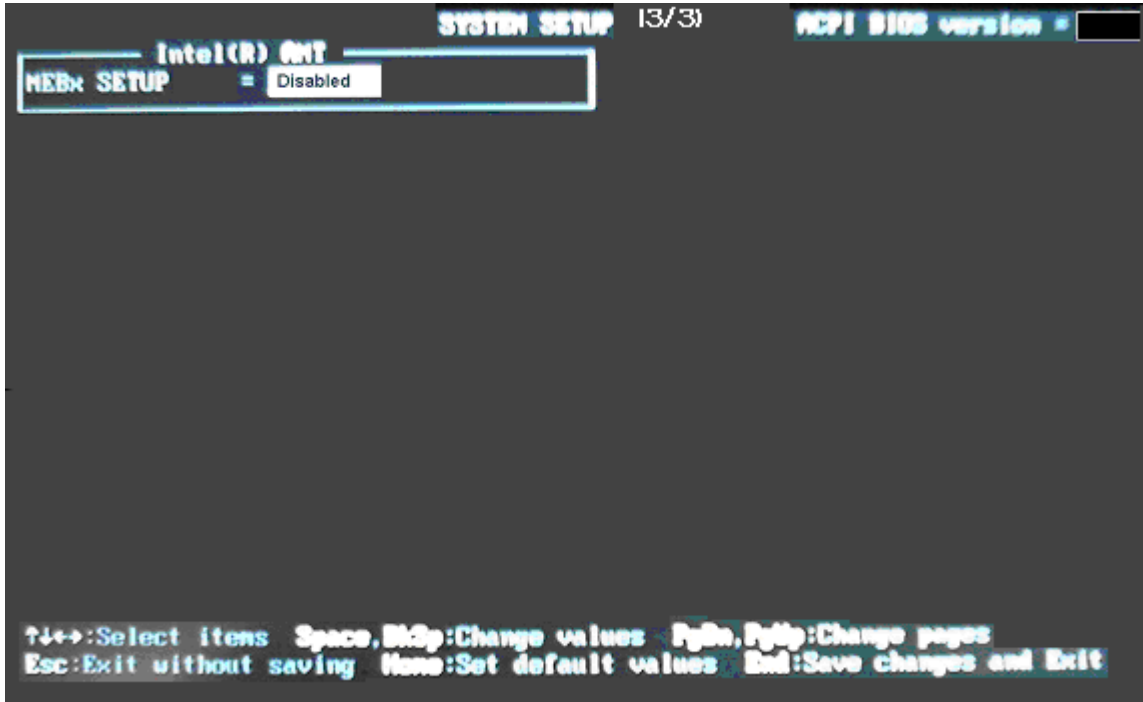 SYSTEM SETUP (3/3) ACPI BIOS version =
Intel(R) AMT
MEBx SETUP = Disabled
↑↓←→:Select items Space,BkSp:Change values PgDn,PgUp:Change pages
Esc:Exit without saving Home:Set default values End:Save changes and Exit